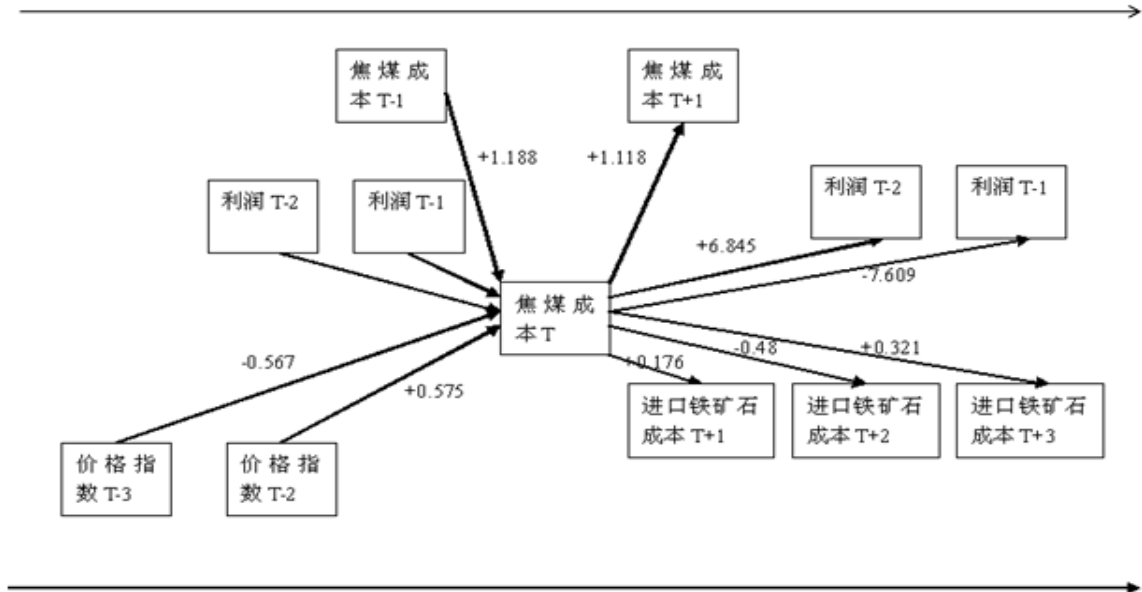 焦煤成
本 T-1
焦煤成
本 T+1
+1.188
+1.118
利润 T-2
利润 T-1
利润 T-2
利润 T-1
+6.845
-7.609
焦煤成
本 T
-0.567
+0.575
+0.176
-0.48
+0.321
进口铁矿石
成本 T+1
进口铁矿石
成本 T+2
进口铁矿石
成本 T+3
价格指
数 T-3
价格指
数 T-2